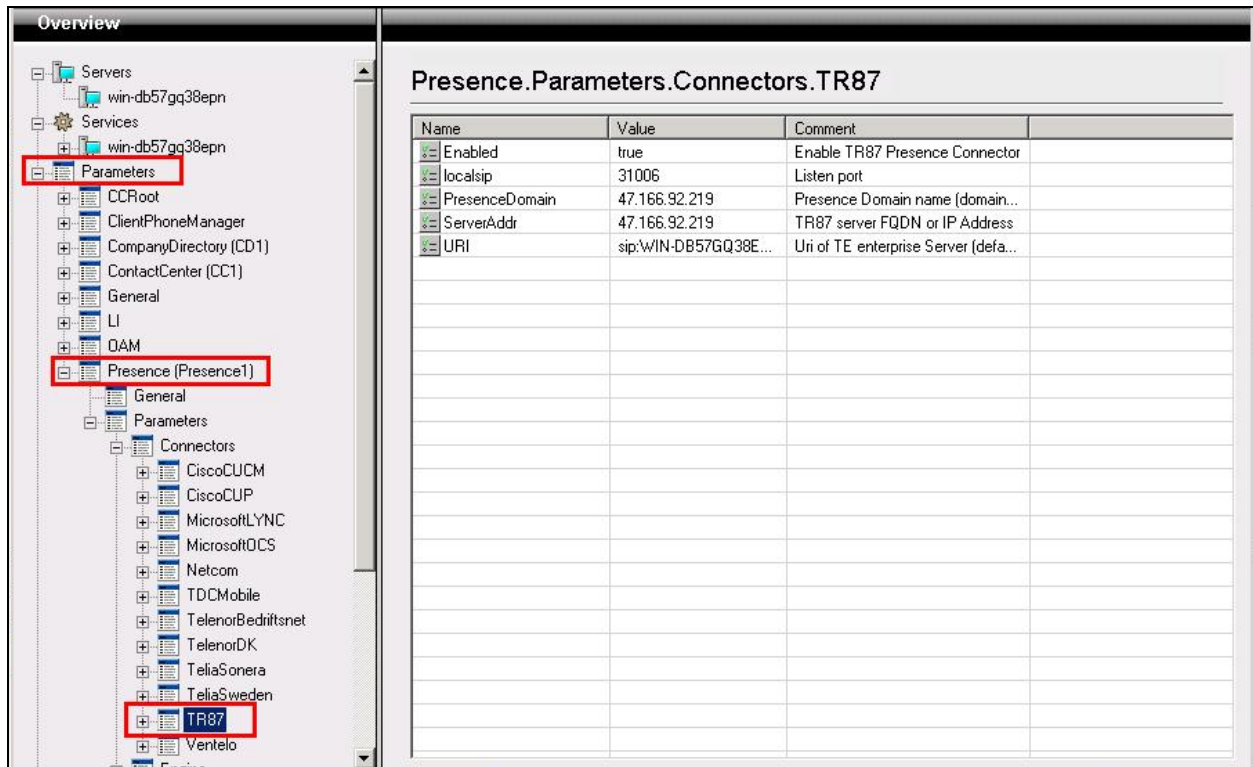 Overview
Servers
win-db57gq38epn
Services
win-db57gq38epn
Parameters
CCRoot
ClientPhoneManager
CompanyDirectory (CD1)
ContactCenter (CC1)
General
LI
OAM
Presence (Presence1)
General
Parameters
Connectors
CiscoCUCM
CiscoCUP
MicrosoftLYNC
MicrosoftOCS
Netcom
TDCMobile
TelenorBedriftsnet
TelenorDK
TeliaSonera
TeliaSweden
TR87
Ventelo
Presence.Parameters.Connectors.TR87
Name Value Comment
Enabled true Enable TR87 Presence Connector
localsip 31006 Listen port
PresenceDomain 47.166.92.219 Presence Domain name (domain...
ServerAddr 47.166.92.219 TR87 server FQDN or IP Address
URI sip:WIN-DB57GQ38E... Uri of TE enterprise Server (defa...